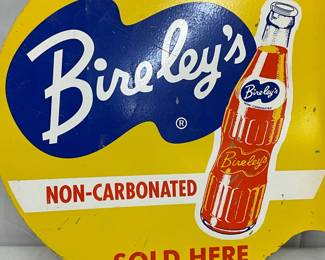 Bireley's
®
Bireley's
Bireley's
NON-CARBONATED
SOLD HERE